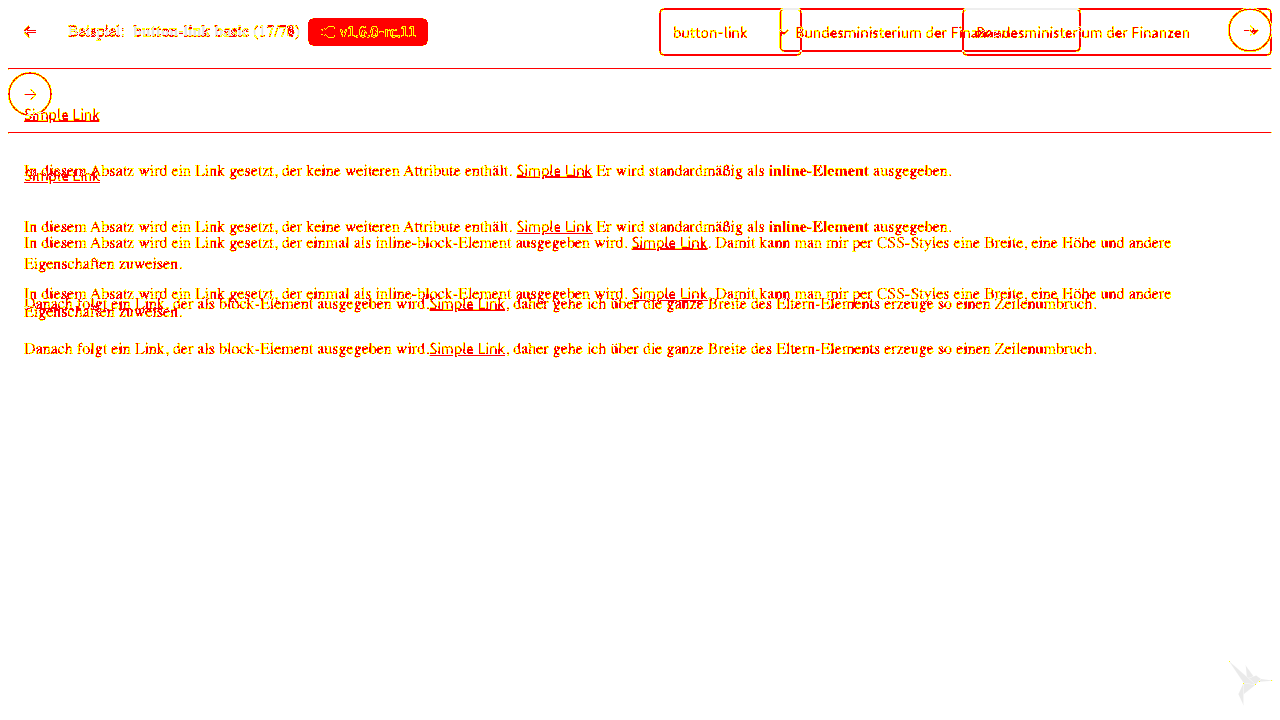 Beispiel: button-link basic (17/70) v1.6.0-rc.11 button-link Bundesministerium der Finanzen Bundesministerium der Finanzen
Simple Link
In diesem Absatz wird ein Link gesetzt, der keine weiteren Attribute enthält. Simple Link Er wird standardmäßig als inline-Element ausgegeben.
Simple Link
In diesem Absatz wird ein Link gesetzt, der keine weiteren Attribute enthält. Simple Link Er wird standardmäßig als inline-Element ausgegeben.
In diesem Absatz wird ein Link gesetzt, der einmal als inline-block-Element ausgegeben wird. Simple Link. Damit kann man mir per CSS-Styles eine Breite, eine Höhe und andere
Eigenschaften zuweisen.
In diesem Absatz wird ein Link gesetzt, der einmal als inline-block-Element ausgegeben wird. Simple Link. Damit kann man mir per CSS-Styles eine Breite, eine Höhe und andere
Danach folgt ein Link, der als block-Element ausgegeben wird.Simple Link, daher gehe ich über die ganze Breite des Eltern-Elements erzeuge so einen Zeilenumbruch.
Eigenschaften zuweisen.
Danach folgt ein Link, der als block-Element ausgegeben wird.Simple Link, daher gehe ich über die ganze Breite des Eltern-Elements erzeuge so einen Zeilenumbruch.